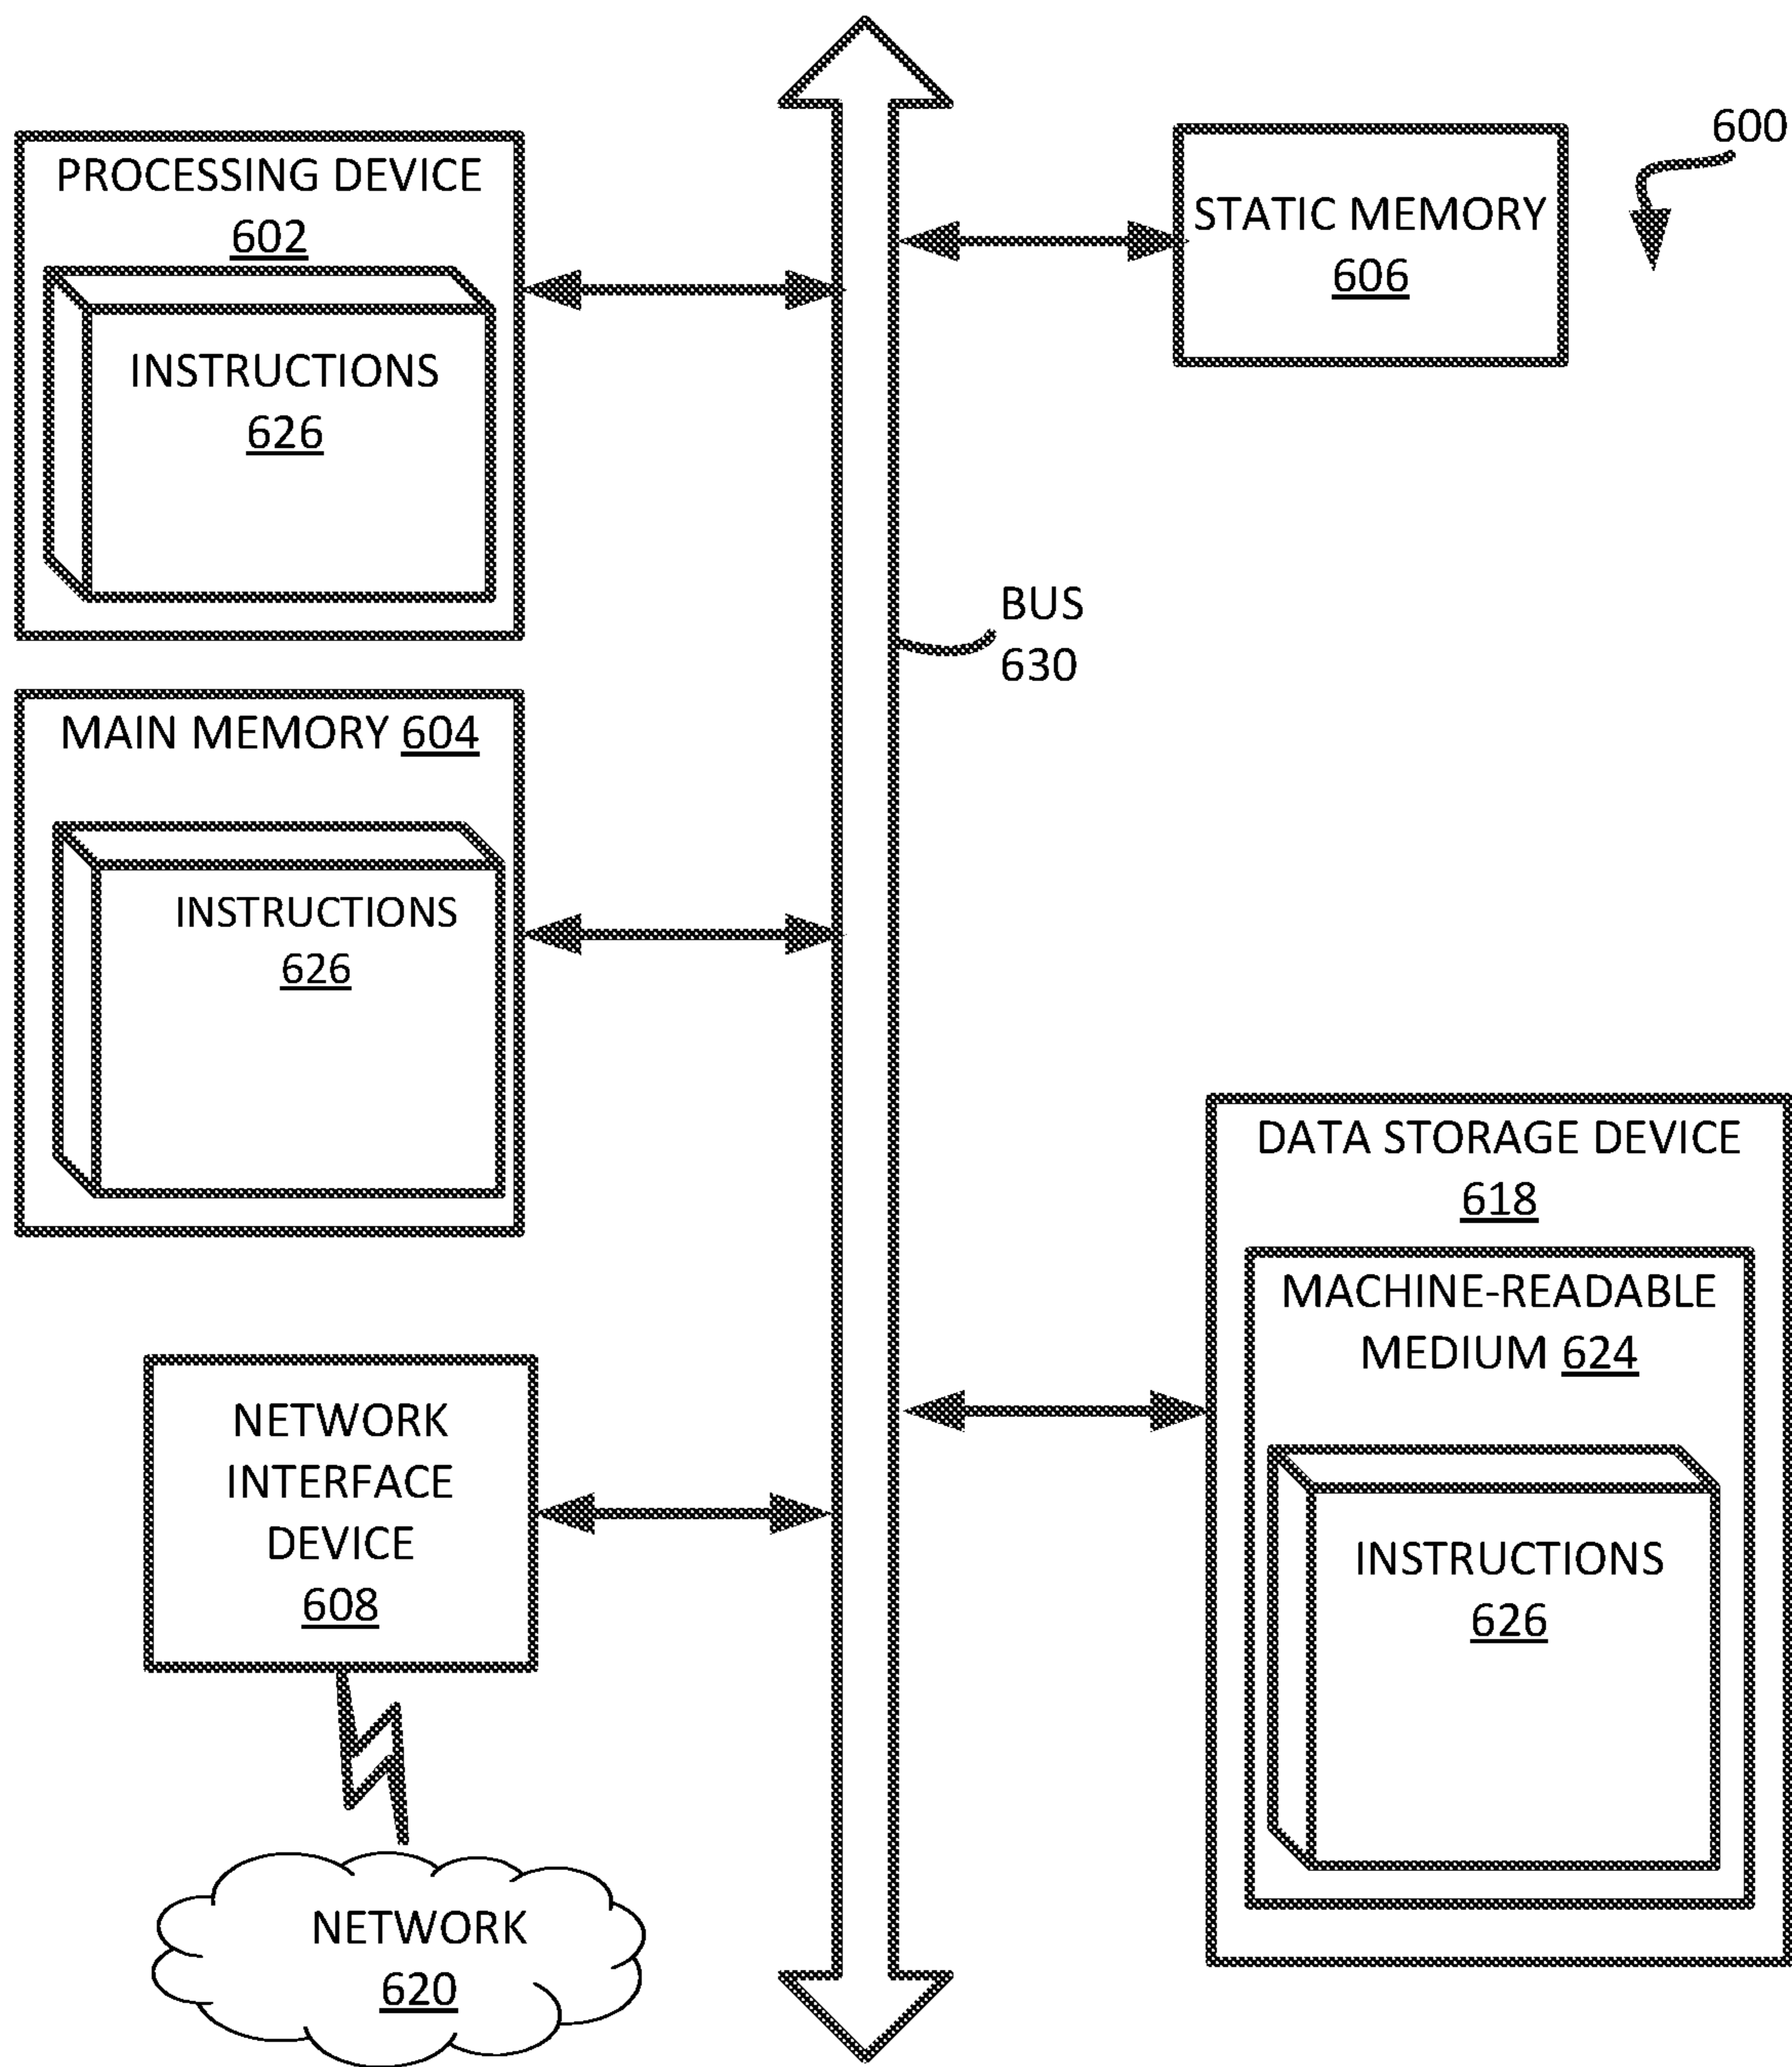 PROCESSING DEVICE
602
INSTRUCTIONS
626
STATIC MEMORY
606
600
BUS
630
MAIN MEMORY 604
INSTRUCTIONS
626
DATA STORAGE DEVICE
618
MACHINE-READABLE
MEDIUM 624
INSTRUCTIONS
626
NETWORK
INTERFACE
DEVICE
608
NETWORK
620